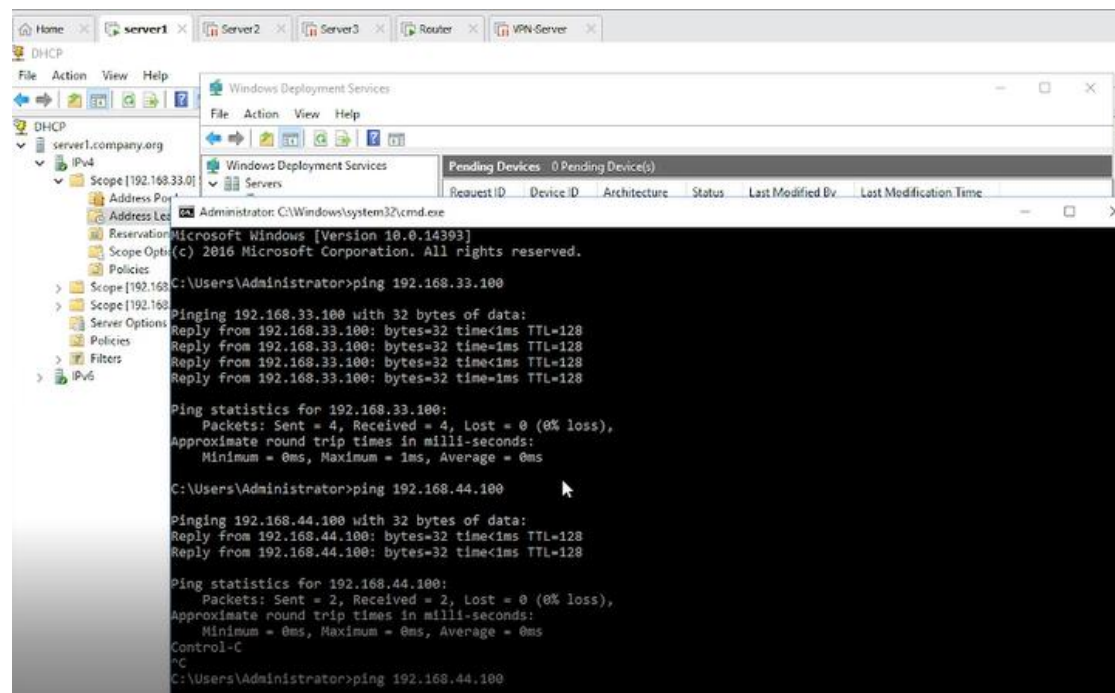 Home
server1
Server2
Server3
Router
VPN-Server
DHCP
File Action View Help
Windows Deployment Services
File Action View Help
DHCP
server1.company.org
IPv4
Scope [192.168.33.0]
Address Poo
Address Lea
Reservation
Scope Opti
Policies
Scope [192.168
Scope [192.168
Server Options
Policies
Filters
IPv6
Windows Deployment Services
Servers
Pending Devices 0 Pending Device(s)
Request ID Device ID Architecture Status Last Modified By Last Modification Time
Administrator: C:\Windows\system32\cmd.exe
Microsoft Windows [Version 10.0.14393]
(c) 2016 Microsoft Corporation. All rights reserved.
C:\Users\Administrator>ping 192.168.33.100
Pinging 192.168.33.100 with 32 bytes of data:
Reply from 192.168.33.100: bytes=32 time<1ms TTL=128
Reply from 192.168.33.100: bytes=32 time=1ms TTL=128
Reply from 192.168.33.100: bytes=32 time<1ms TTL=128
Reply from 192.168.33.100: bytes=32 time=1ms TTL=128
Ping statistics for 192.168.33.100:
Packets: Sent = 4, Received = 4, Lost = 0 (0% loss),
Approximate round trip times in milli-seconds:
Minimum = 0ms, Maximum = 1ms, Average = 0ms
C:\Users\Administrator>ping 192.168.44.100
Pinging 192.168.44.100 with 32 bytes of data:
Reply from 192.168.44.100: bytes=32 time<1ms TTL=128
Reply from 192.168.44.100: bytes=32 time<1ms TTL=128
Ping statistics for 192.168.44.100:
Packets: Sent = 2, Received = 2, Lost = 0 (0% loss),
Approximate round trip times in milli-seconds:
Minimum = 0ms, Maximum = 0ms, Average = 0ms
Control-C
^C
C:\Users\Administrator>ping 192.168.44.100